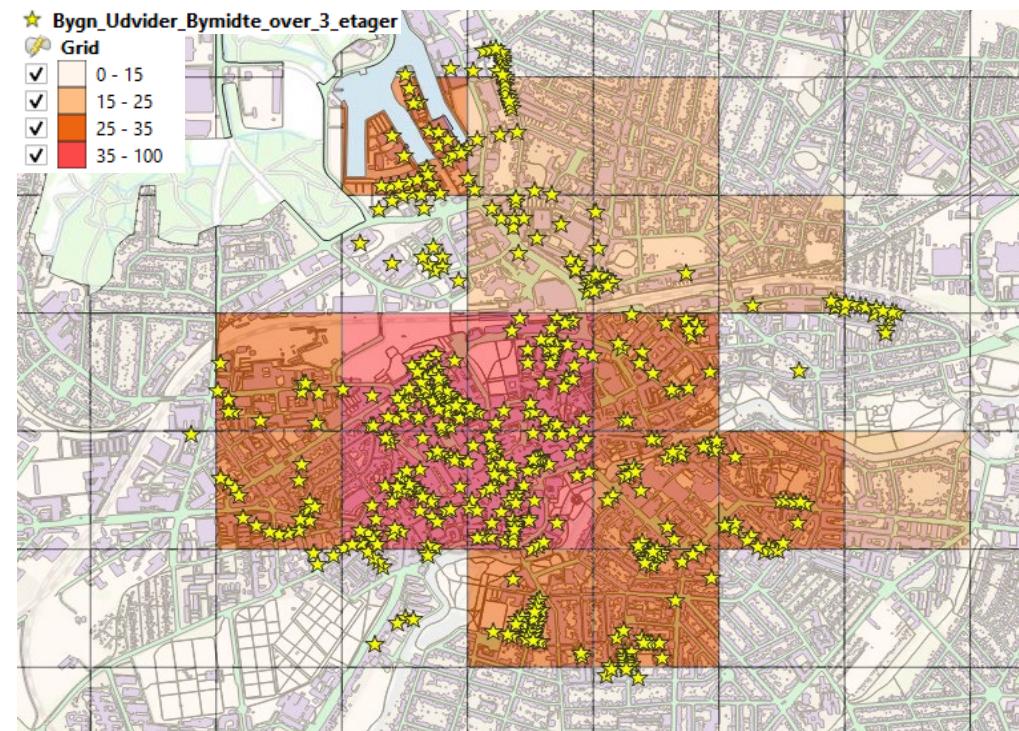 Bygn_Udvider_Bymidte_over_3_etager
Grid
0 - 15
15 - 25
25 - 35
35 - 100